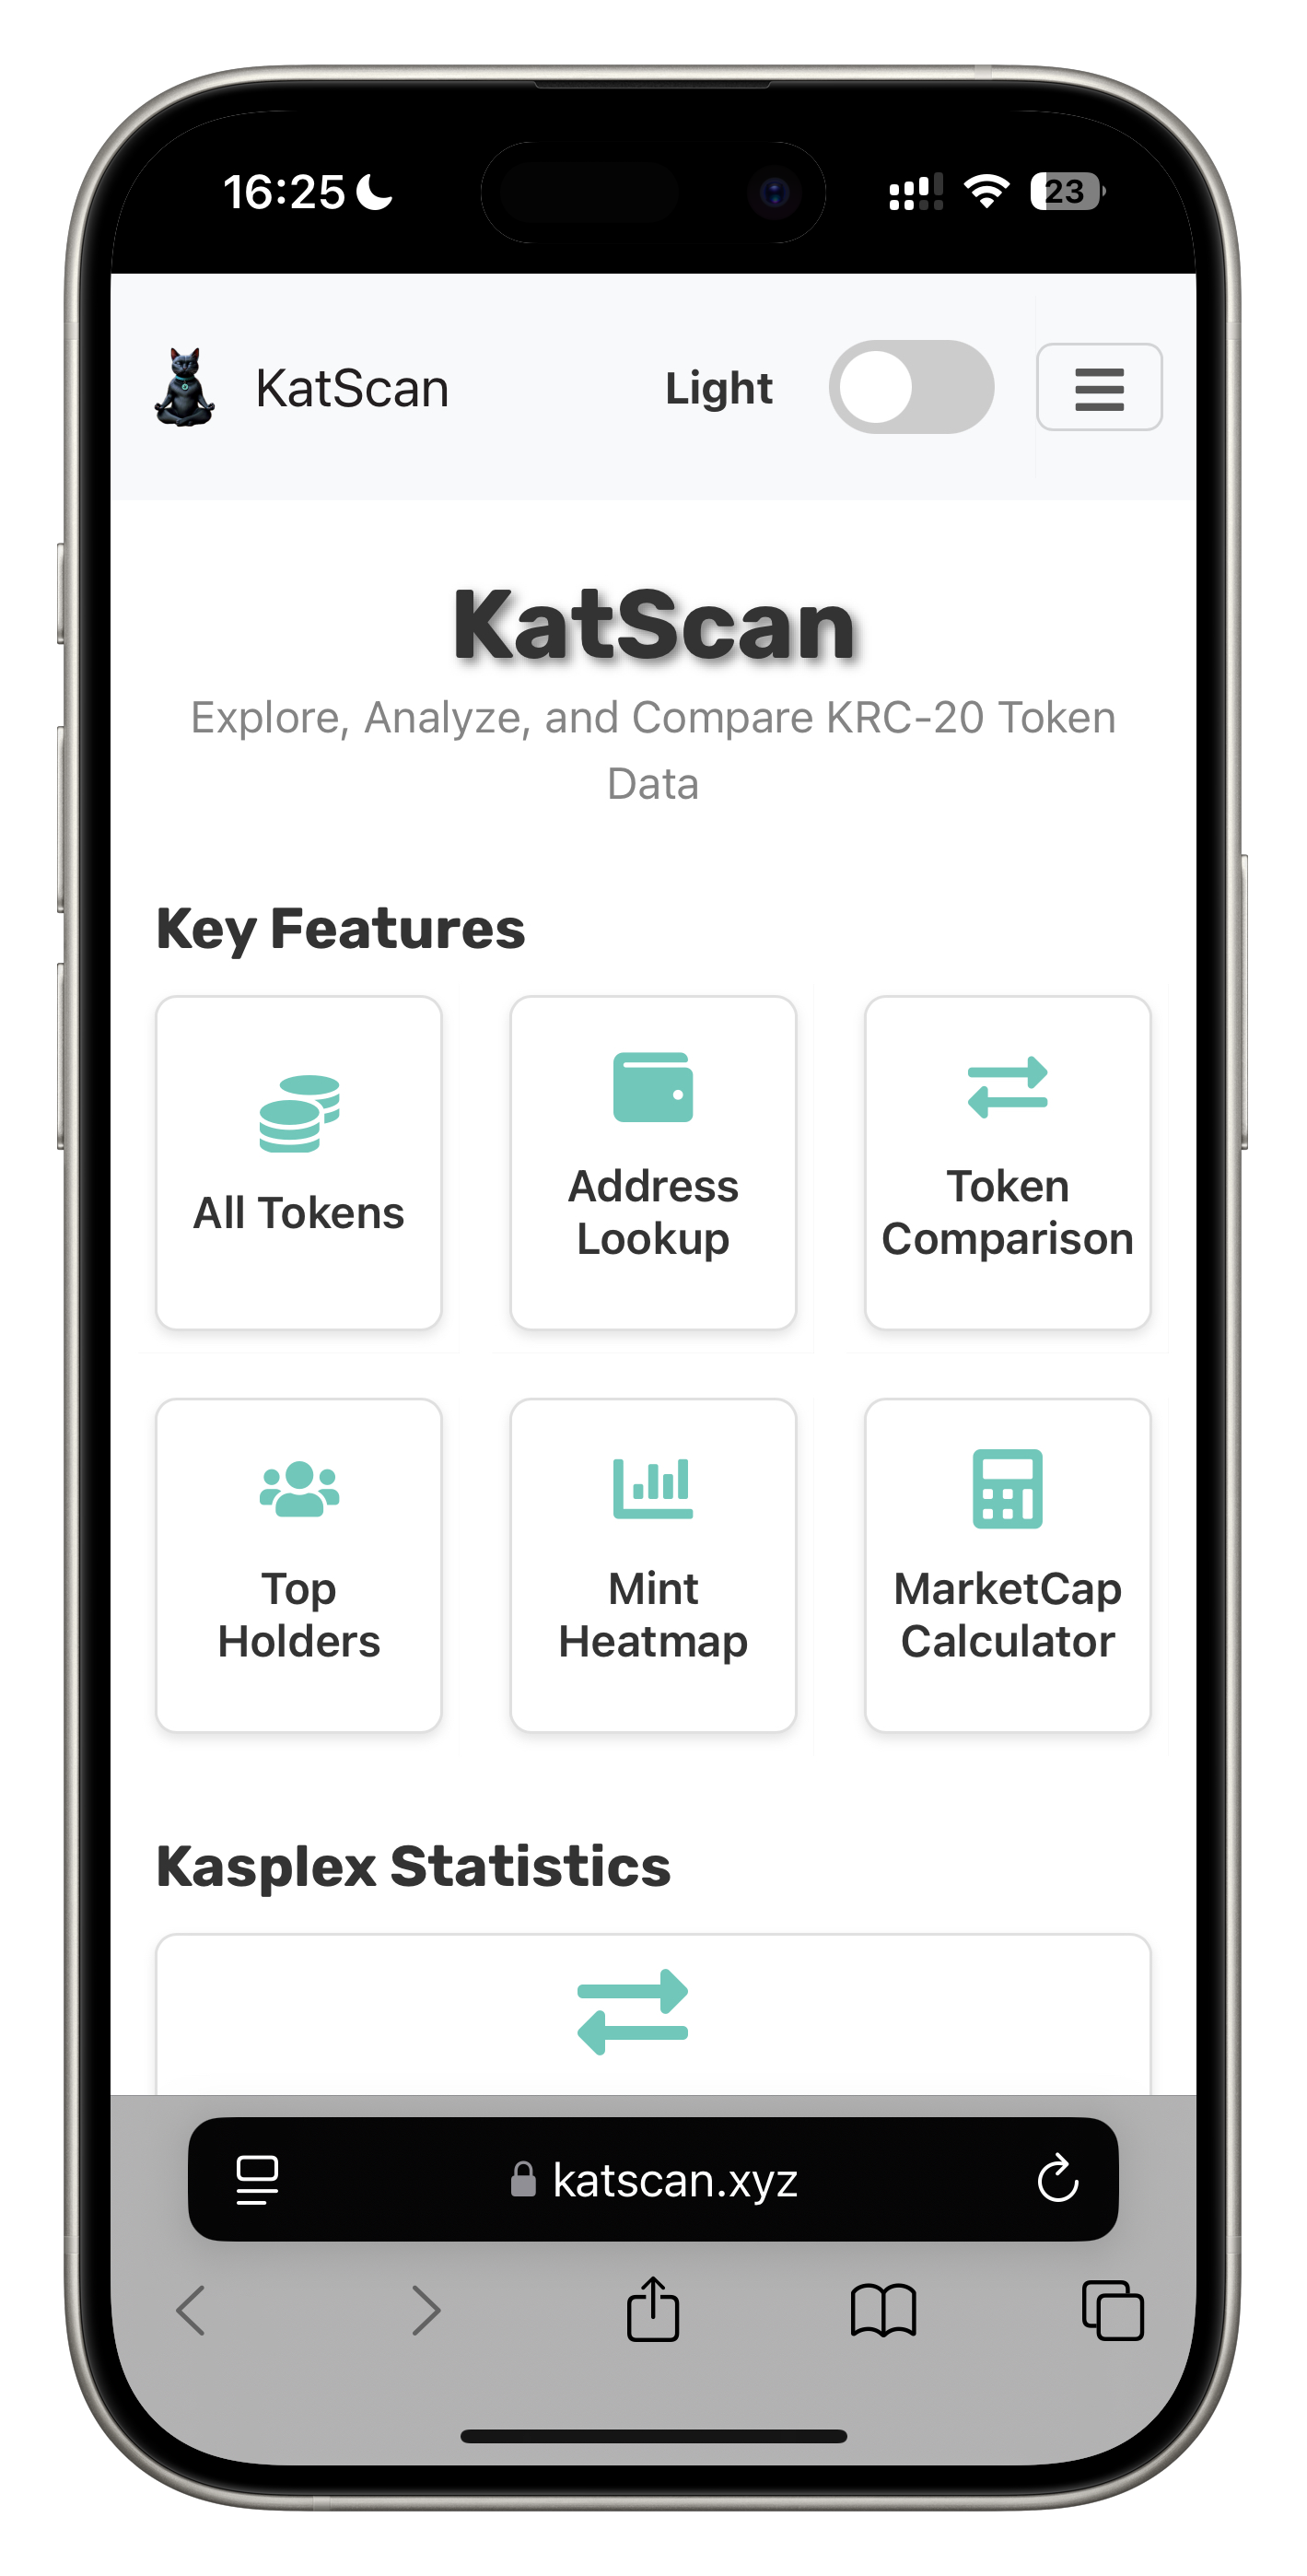 16:25
23
KatScan
Light
KatScan
Explore, Analyze, and Compare KRC-20 Token
Data
Key Features
All Tokens
Address
Lookup
Token
Comparison
Top
Holders
Mint
Heatmap
MarketCap
Calculator
Kasplex Statistics
katscan.xyz